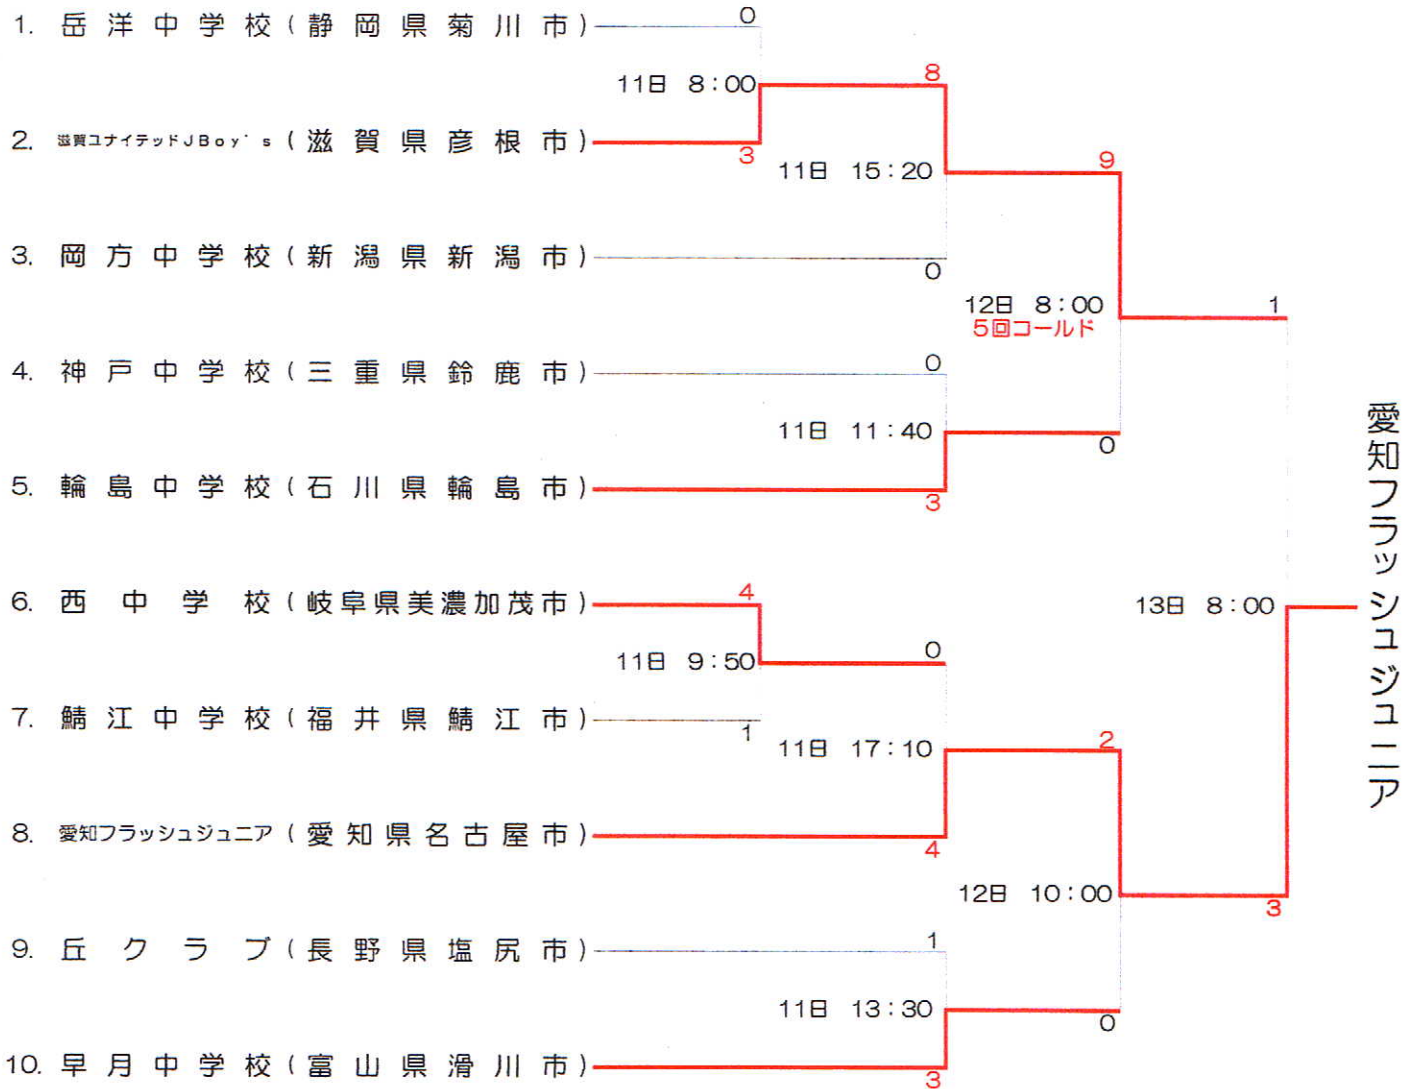 1. 岳洋中学校(静岡県菊川市)
0
11日 8:00
8
2. 滋賀ユナイテッドJBoy's(滋賀県彦根市)
3
11日 15:20
9
3. 岡方中学校(新潟県新潟市)
0
12日 8:00
5回コールド
1
4. 神戸中学校(三重県鈴鹿市)
0
11日 11:40
0
5. 輪島中学校(石川県輪島市)
3
6. 西中学校(岐阜県美濃加茂市)
4
13日 8:00
愛知フラッシュジュニア
11日 9:50
0
7. 鯖江中学校(福井県鯖江市)
1
11日 17:10
2
8. 愛知フラッシュジュニア(愛知県名古屋市)
4
12日 10:00
3
9. 丘クラブ(長野県塩尻市)
1
11日 13:30
0
10. 早月中学校(富山県滑川市)
3